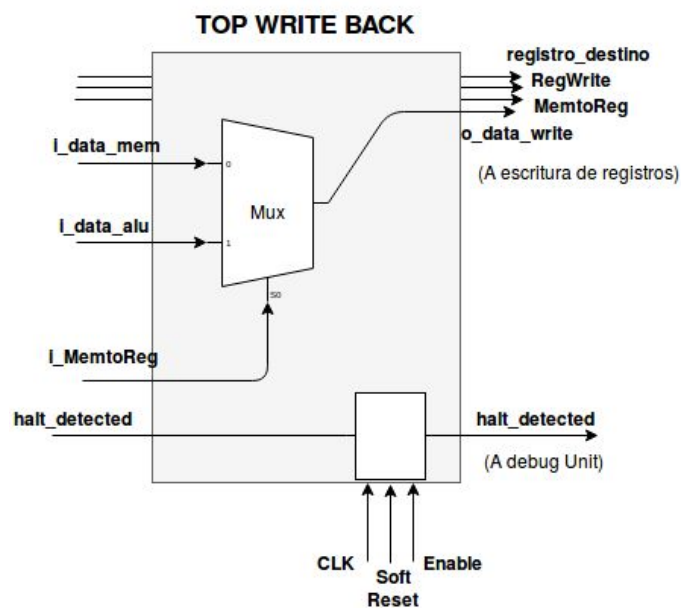 TOP WRITE BACK
registro_destino
RegWrite
MemtoReg
o_data_write
(A escritura de registros)
i_data_mem
0
Mux
i_data_alu
1
S0
i_MemtoReg
halt_detected
halt_detected
(A debug Unit)
CLK
Soft
Reset
Enable